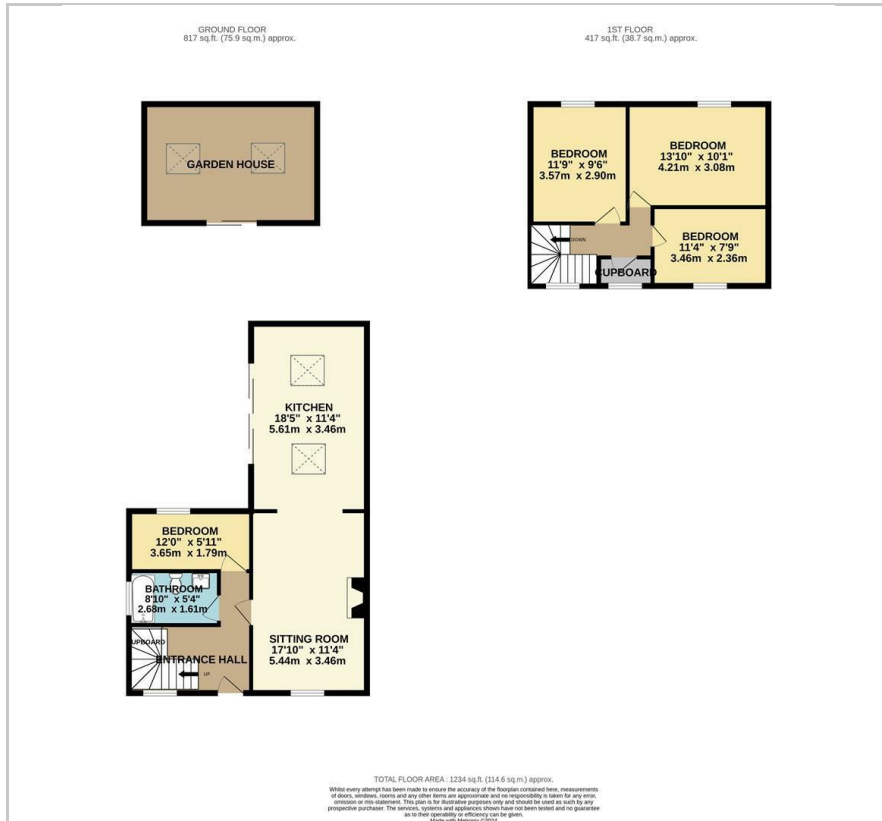 GROUND FLOOR
817 sq.ft. (75.9 sq.m.) approx.
1ST FLOOR
417 sq.ft. (38.7 sq.m.) approx.
GARDEN HOUSE
BEDROOM
11'9" x 9'6"
3.57m x 2.90m
BEDROOM
13'10" x 10'1"
4.21m x 3.08m
DOWN
BEDROOM
11'4" x 7'9"
3.46m x 2.36m
CUPBOARD
KITCHEN
18'5" x 11'4"
5.61m x 3.46m
BEDROOM
12'0" x 5'11"
3.65m x 1.79m
BATHROOM
8'10" x 5'4"
2.68m x 1.61m
UPBOARD
ENTRANCE HALL
UP
SITTING ROOM
17'10" x 11'4"
5.44m x 3.46m
TOTAL FLOOR AREA : 1234 sq.ft. (114.6 sq.m.) approx.
Whilst every attempt has been made to ensure the accuracy of the floorplan contained here, measurements
of doors, windows, rooms and any other items are approximate and no responsibility is taken for any error,
omission or mis-statement. This plan is for illustrative purposes only and should be used as such by any
prospective purchaser. The services, systems and appliances shown have not been tested and no guarantee
as to their operability or efficiency can be given.
Made with Metropix ©2024